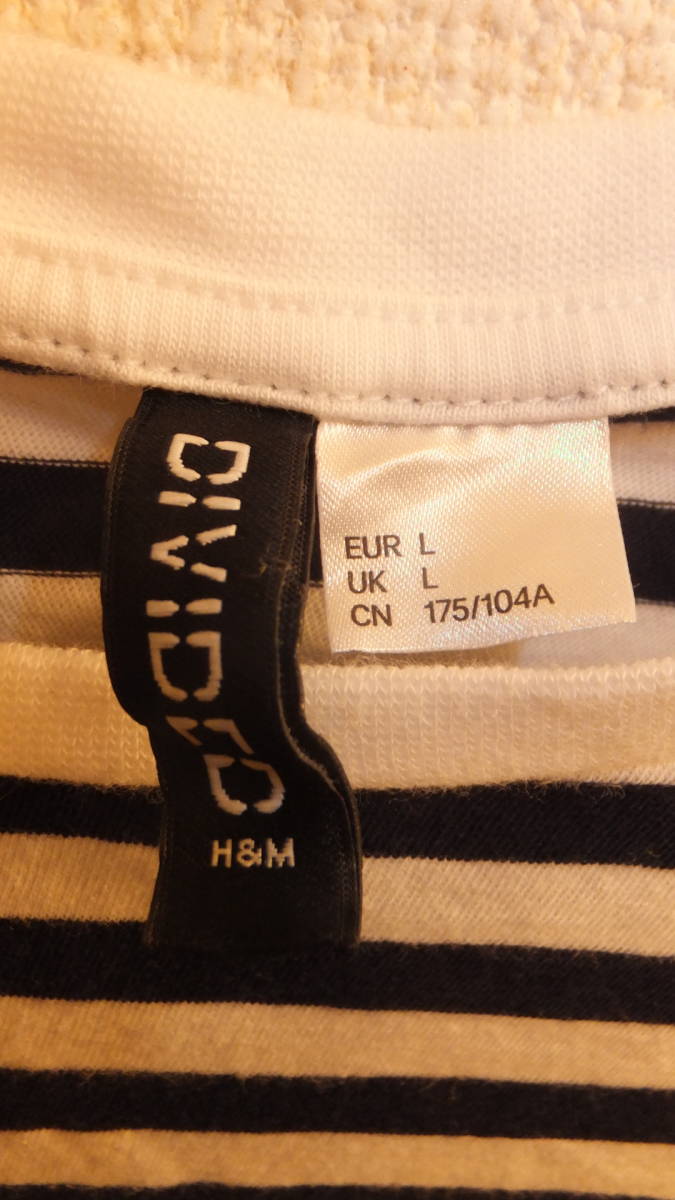 DIVIDED
H&M
EUR L
UK L
CN 175/104A